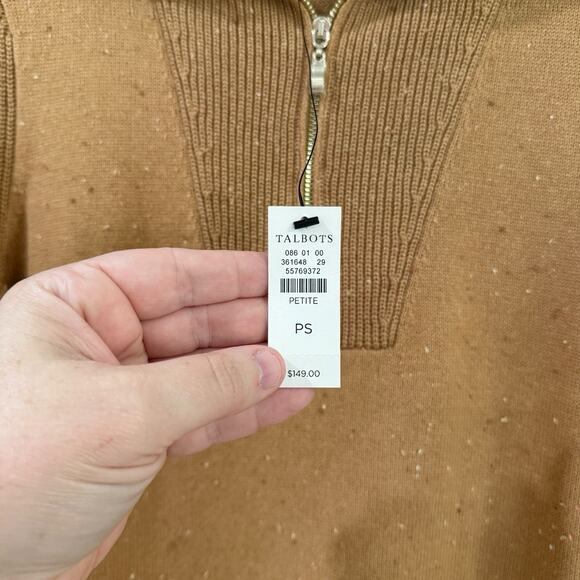 TALBOTS
086 01 00
361648 29
55769372
PETITE
PS
$149.00